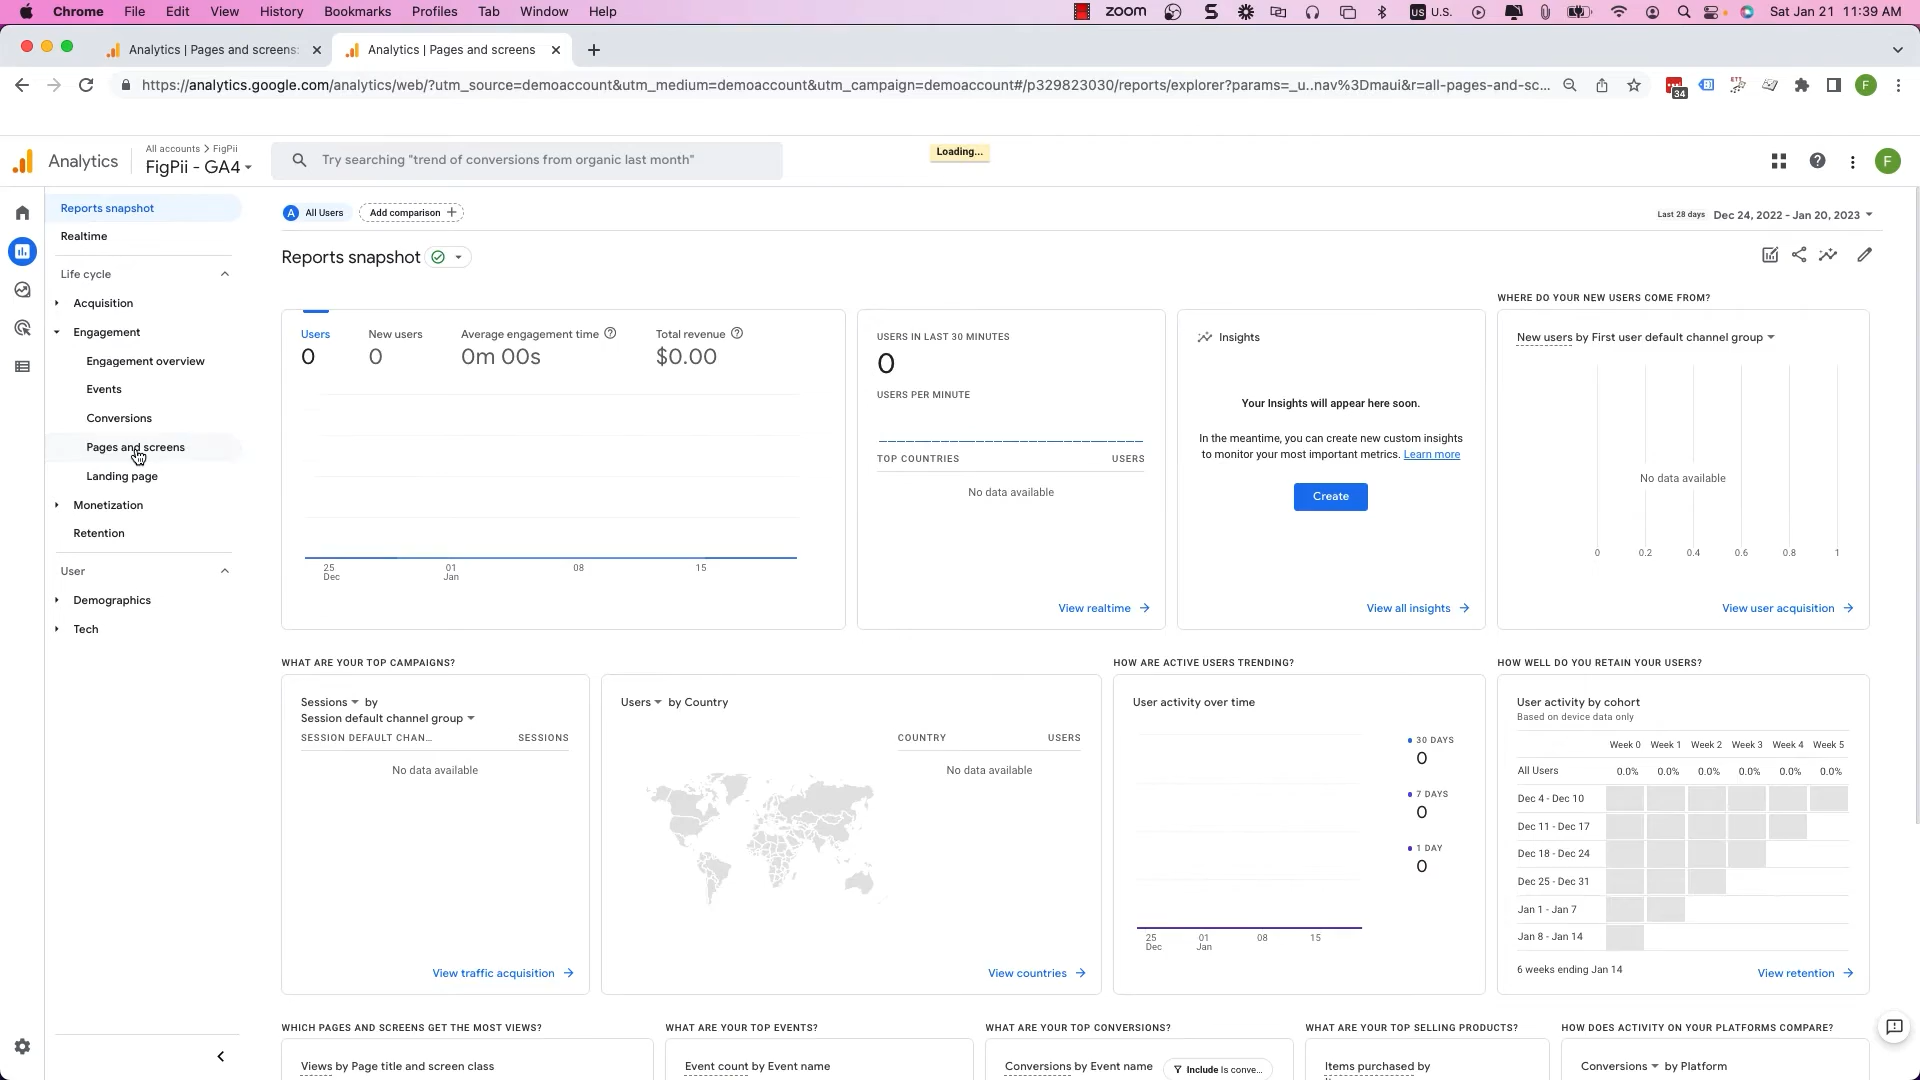 Chrome File Edit View History Bookmarks Profiles Tab Window Help zoom US U.S. Sat Jan 21 11:39 AM
Analytics | Pages and screens: Analytics | Pages and screens
https://analytics.google.com/analytics/web/?utm_source=demoaccount&utm_medium=demoaccount&utm_campaign=demoaccount#/p329823030/reports/explorer?params=_u..nav%3Dmaui&r=all-pages-and-sc... 34 F
Analytics
All accounts > FigPii
FigPii - GA4
Try searching "trend of conversions from organic last month"
Loading...
F
Reports snapshot
Realtime
Life cycle
Acquisition
Engagement
Engagement overview
Events
Conversions
Pages and screens
Landing page
Monetization
Retention
User
Demographics
Tech
A All Users Add comparison +
Last 28 days Dec 24, 2022 - Jan 20, 2023
Reports snapshot
Users New users Average engagement time Total revenue
0 0 0m 00s $0.00
25 Dec 01 Jan 08 15
USERS IN LAST 30 MINUTES
0
USERS PER MINUTE
TOP COUNTRIES USERS
No data available
View realtime
Insights
Your Insights will appear here soon.
In the meantime, you can create new custom insights
to monitor your most important metrics. Learn more
Create
View all insights
WHERE DO YOUR NEW USERS COME FROM?
New users by First user default channel group
No data available
0 0.2 0.4 0.6 0.8 1
View user acquisition
WHAT ARE YOUR TOP CAMPAIGNS?
Sessions by
Session default channel group
SESSION DEFAULT CHAN... SESSIONS
No data available
View traffic acquisition
Users by Country
COUNTRY USERS
No data available
View countries
HOW ARE ACTIVE USERS TRENDING?
User activity over time
30 DAYS
0
7 DAYS
0
1 DAY
0
25 Dec 01 Jan 08 15
HOW WELL DO YOU RETAIN YOUR USERS?
User activity by cohort
Based on device data only
Week 0 Week 1 Week 2 Week 3 Week 4 Week 5
All Users 0.0% 0.0% 0.0% 0.0% 0.0% 0.0%
Dec 4 - Dec 10
Dec 11 - Dec 17
Dec 18 - Dec 24
Dec 25 - Dec 31
Jan 1 - Jan 7
Jan 8 - Jan 14
6 weeks ending Jan 14
View retention
WHICH PAGES AND SCREENS GET THE MOST VIEWS?
Views by Page title and screen class
WHAT ARE YOUR TOP EVENTS?
Event count by Event name
WHAT ARE YOUR TOP CONVERSIONS?
Conversions by Event name Include Is conve...
WHAT ARE YOUR TOP SELLING PRODUCTS?
Items purchased by
HOW DOES ACTIVITY ON YOUR PLATFORMS COMPARE?
Conversions by Platform